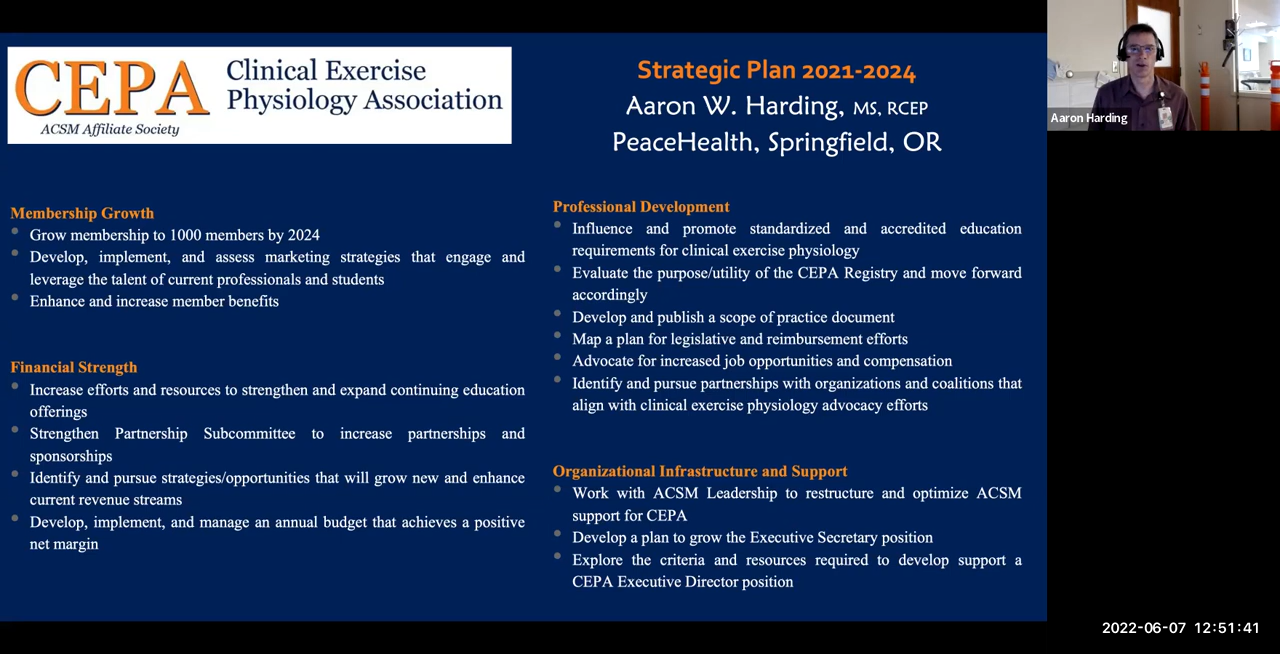 CEPA
Clinical Exercise
Physiology Association
ACSM Affiliate Society
Strategic Plan 2021-2024
Aaron W. Harding, MS, RCEP
PeaceHealth, Springfield, OR
Membership Growth
Grow membership to 1000 members by 2024
Develop, implement, and assess marketing strategies that engage and
leverage the talent of current professionals and students
Enhance and increase member benefits
Financial Strength
Increase efforts and resources to strengthen and expand continuing education
offerings
Strengthen Partnership Subcommittee to increase partnerships and
sponsorships
Identify and pursue strategies/opportunities that will grow new and enhance
current revenue streams
Develop, implement, and manage an annual budget that achieves a positive
net margin
Professional Development
Influence and promote standardized and accredited education
requirements for clinical exercise physiology
Evaluate the purpose/utility of the CEPA Registry and move forward
accordingly
Develop and publish a scope of practice document
Map a plan for legislative and reimbursement efforts
Advocate for increased job opportunities and compensation
Identify and pursue partnerships with organizations and coalitions that
align with clinical exercise physiology advocacy efforts
Organizational Infrastructure and Support
Work with ACSM Leadership to restructure and optimize ACSM
support for CEPA
Develop a plan to grow the Executive Secretary position
Explore the criteria and resources required to develop support a
CEPA Executive Director position
Aaron Harding
2022-06-07 12:51:41